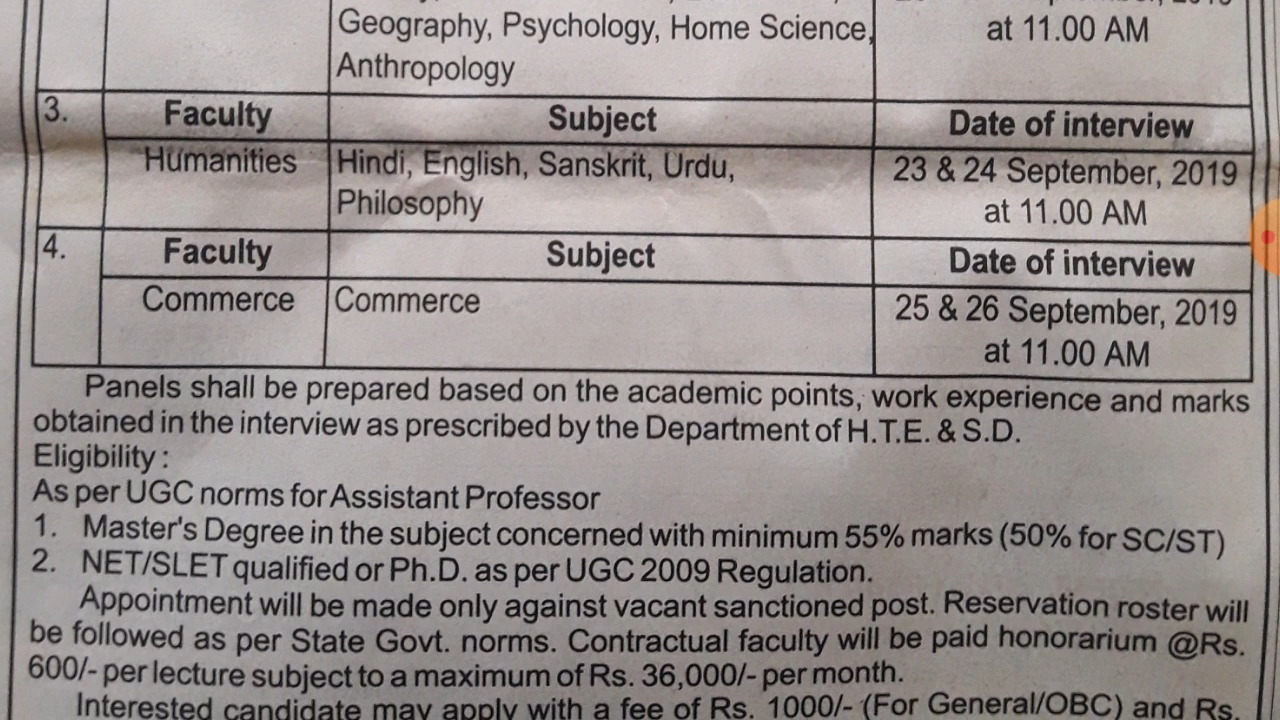 Geography, Psychology, Home Science,
at 11.00 AM
Anthropology
3. Faculty Subject Date of interview
Humanities Hindi, English, Sanskrit, Urdu, 23 & 24 September, 2019
Philosophy at 11.00 AM
4. Faculty Subject Date of interview
Commerce Commerce 25 & 26 September, 2019
at 11.00 AM
Panels shall be prepared based on the academic points, work experience and marks
obtained in the interview as prescribed by the Department of H.T.E. & S.D.
Eligibility :
As per UGC norms for Assistant Professor
1. Master's Degree in the subject concerned with minimum 55% marks (50% for SC/ST)
2. NET/SLET qualified or Ph.D. as per UGC 2009 Regulation.
Appointment will be made only against vacant sanctioned post. Reservation roster will
be followed as per State Govt. norms. Contractual faculty will be paid honorarium @Rs.
600/- per lecture subject to a maximum of Rs. 36,000/- per month.
Interested candidate may apply with a fee of Rs. 1000/- (For General/OBC) and Rs.